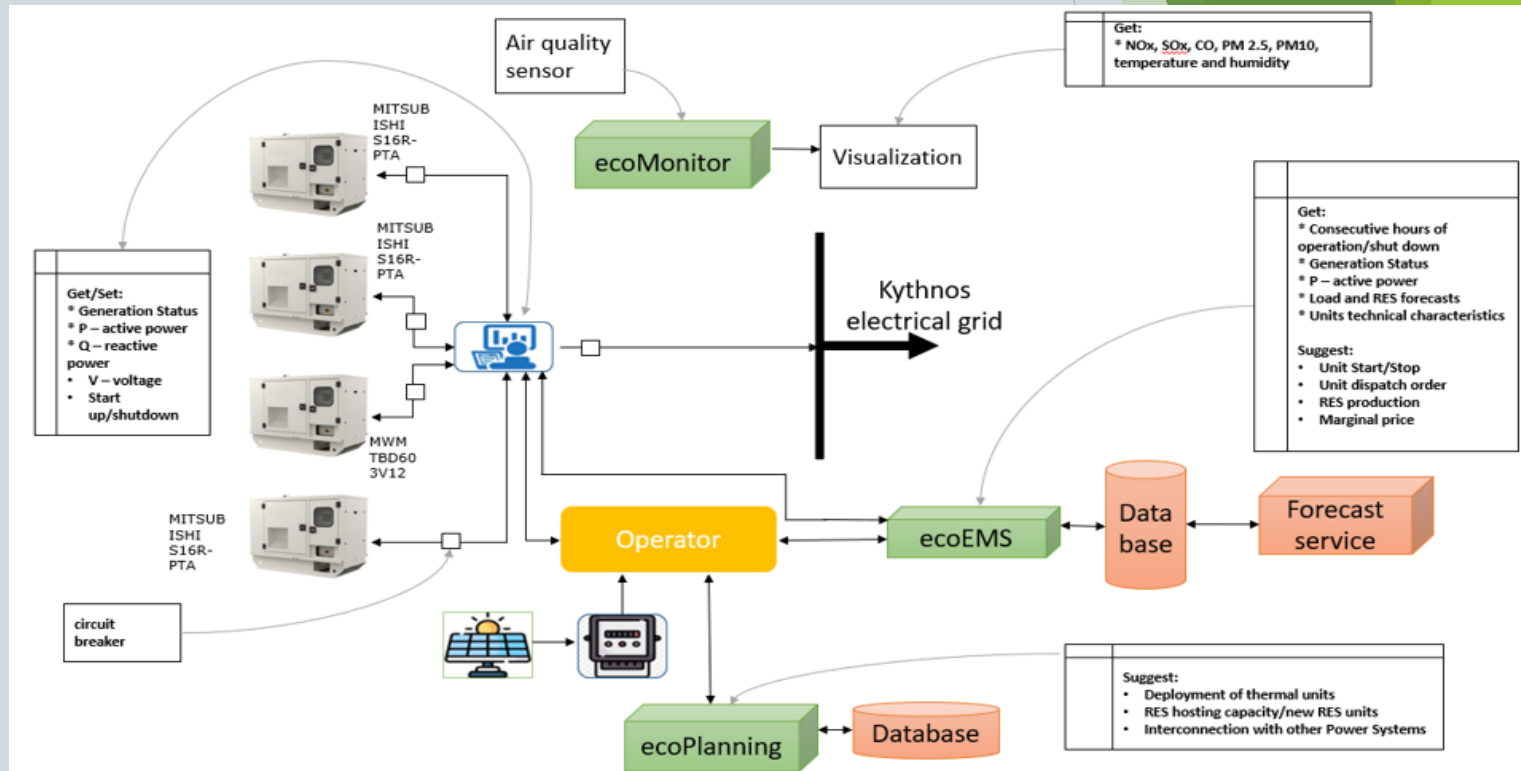 Air quality
sensor
Get:
* NOx, SOx, CO, PM 2.5, PM10,
temperature and humidity
MITSUB
ISHI
S16R-
PTA
ecoMonitor
Visualization
MITSUB
ISHI
S16R-
PTA
Get/Set:
* Generation Status
* P – active power
* Q – reactive
power
• V – voltage
• Start
up/shutdown
Kythnos
electrical grid
Get:
* Consecutive hours of
operation/shut down
* Generation Status
* P – active power
* Load and RES forecasts
* Units technical characteristics
Suggest:
• Unit Start/Stop
• Unit dispatch order
• RES production
• Marginal price
MWM
TBD60
3V12
MITSUB
ISHI
S16R-
PTA
Operator
ecoEMS
Data
base
Forecast
service
circuit
breaker
Suggest:
• Deployment of thermal units
• RES hosting capacity/new RES units
• Interconnection with other Power Systems
ecoPlanning
Database